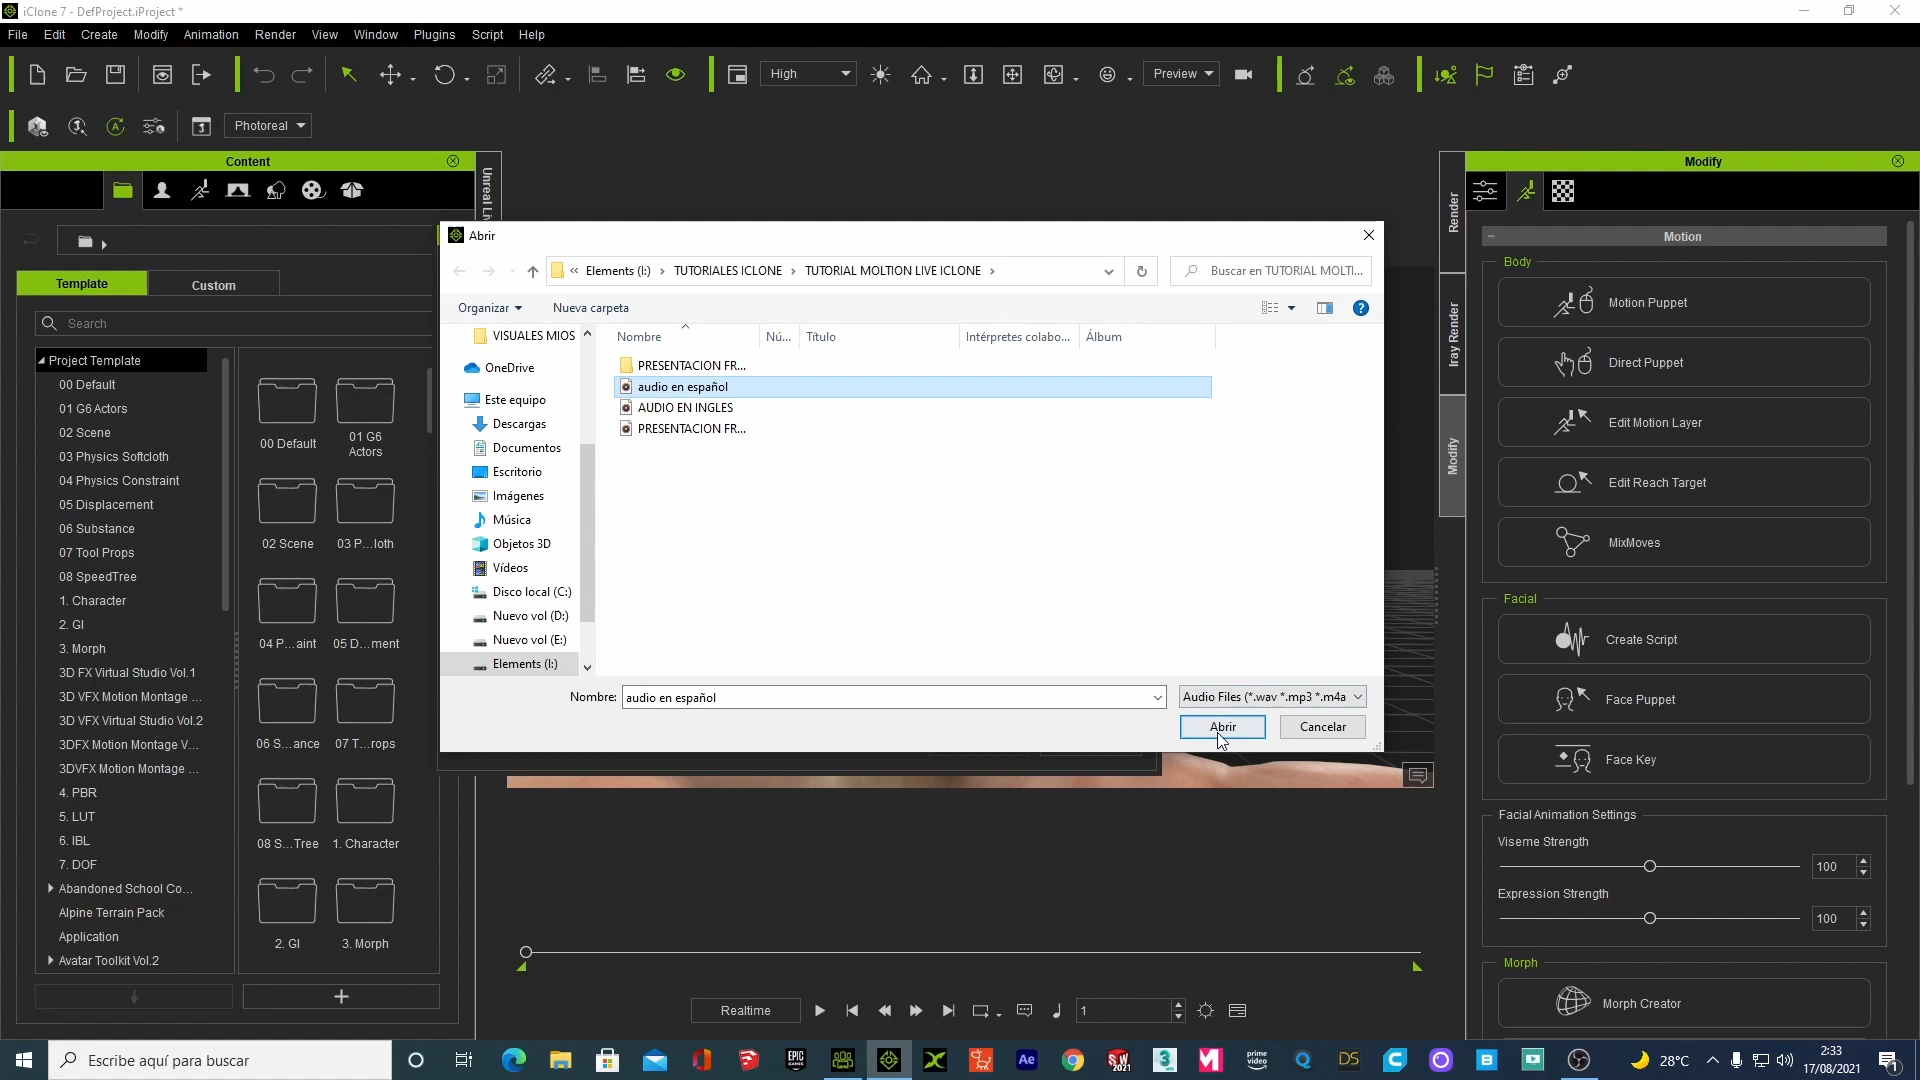 iClone 7 - DefProject.iProject *
File Edit Create Modify Animation Render View Window Plugins Script Help
High Preview
Photoreal
Content
Unreal Li
Template
Custom
Search
Project Template
00 Default
01 G6 Actors
02 Scene
03 Physics Softcloth
04 Physics Constraint
05 Displacement
06 Substance
07 Tool Props
08 SpeedTree
1. Character
2. GI
3. Morph
3D FX Virtual Studio Vol.1
3D VFX Motion Montage ...
3D VFX Virtual Studio Vol.2
3DFX Motion Montage V...
3DVFX Motion Montage ...
4. PBR
5. LUT
6. IBL
7. DOF
Abandoned School Co...
Alpine Terrain Pack
Application
Avatar Toolkit Vol.2
00 Default
01 G6
Actors
02 Scene
03 P...loth
04 P...aint
05 D...ment
06 S...ance
07 T...rops
08 S...Tree
1. Character
2. GI
3. Morph
Abrir
« Elements (I:) › TUTORIALES ICLONE › TUTORIAL MOLTION LIVE ICLONE ›
Buscar en TUTORIAL MOLTI...
Organizar
Nueva carpeta
VISUALES MIOS
OneDrive
Este equipo
Descargas
Documentos
Escritorio
Imágenes
Música
Objetos 3D
Vídeos
Disco local (C:)
Nuevo vol (D:)
Nuevo vol (E:)
Elements (I:)
Nombre Nú... Título Intérpretes colabo... Álbum
PRESENTACION FR...
audio en español
AUDIO EN INGLES
PRESENTACION FR...
Nombre: audio en español
Audio Files (*.wav *.mp3 *.m4a
Abrir
Cancelar
Realtime
1
Render
Iray Render
Modify
Modify
Motion
Body
Motion Puppet
Direct Puppet
Edit Motion Layer
Edit Reach Target
MixMoves
Facial
Create Script
Face Puppet
Face Key
Facial Animation Settings
Viseme Strength
100
Expression Strength
100
Morph
Morph Creator
Escribe aquí para buscar
EPIC GAMES
Ae
SW
2021
3
prime video
DS
28°C
2:33
17/08/2021
1